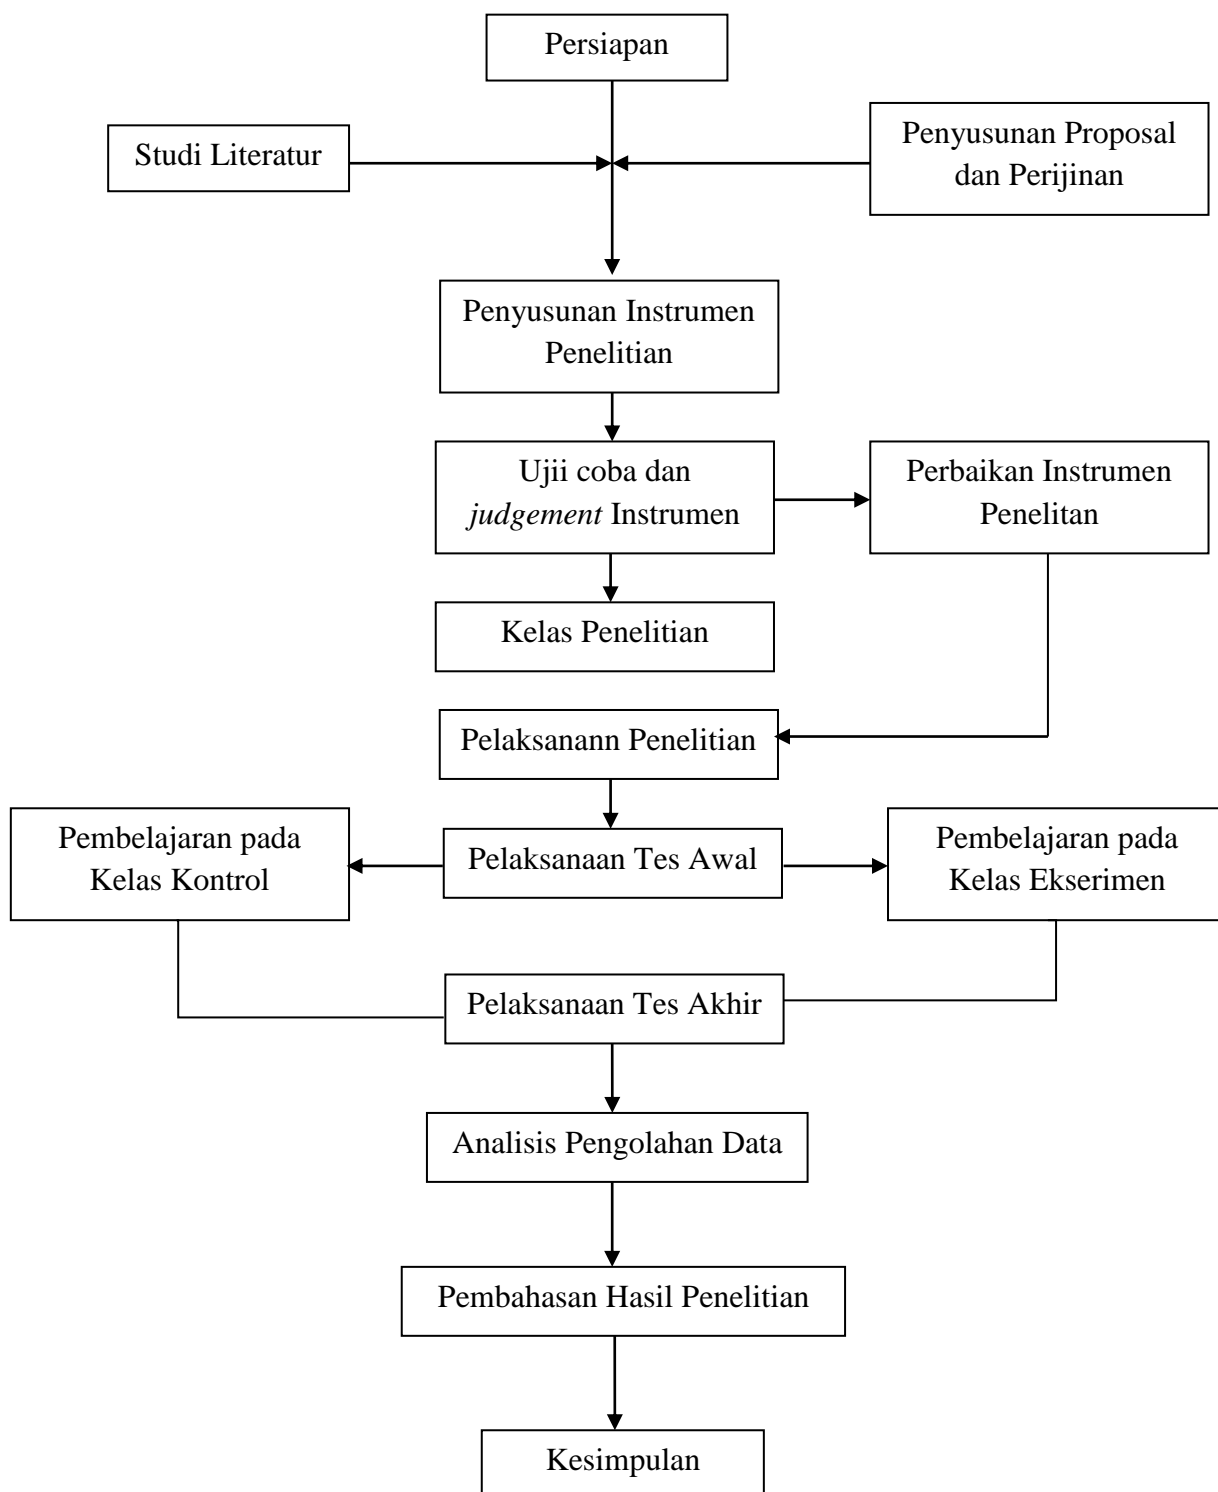 Persiapan
Studi Literatur
Penyusunan Proposal
dan Perijinan
Penyusunan Instrumen
Penelitian
Ujii coba dan
judgement Instrumen
Perbaikan Instrumen
Penelitan
Kelas Penelitian
Pelaksanann Penelitian
Pembelajaran pada
Kelas Kontrol
Pelaksanaan Tes Awal
Pembelajaran pada
Kelas Ekserimen
Pelaksanaan Tes Akhir
Analisis Pengolahan Data
Pembahasan Hasil Penelitian
Kesimpulan